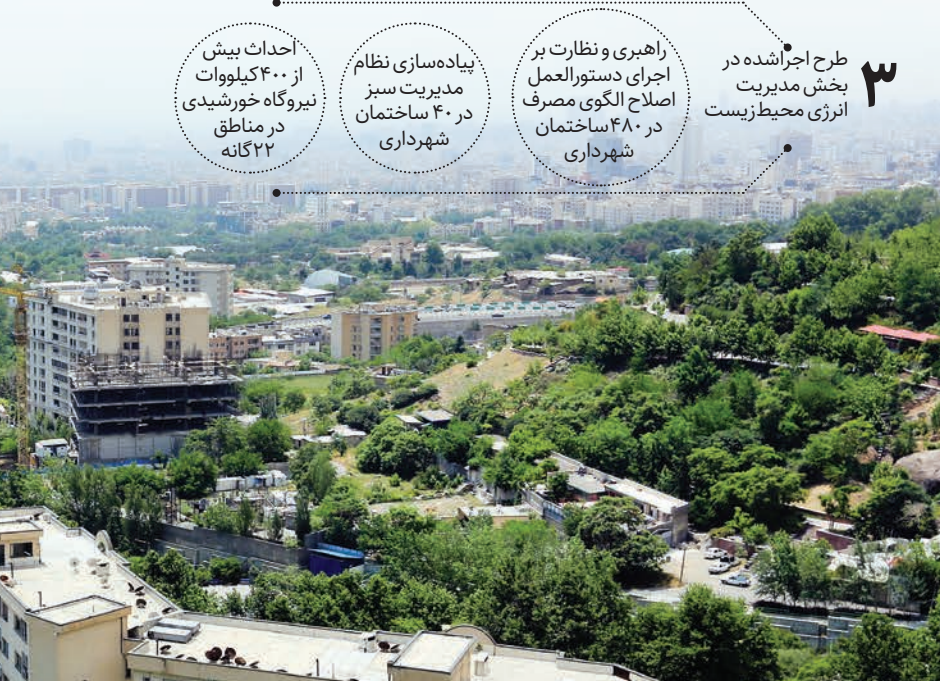 ۳
طرح اجراشده در
بخش مدیریت
انرژی محیط‌زیست
راهبری و نظارت بر
اجرای دستورالعمل
اصلاح الگوی مصرف
در ۴۸۰ ساختمان
شهرداری
پیاده‌سازی نظام
مدیریت سبز
در ۴۰ ساختمان
شهرداری
احداث بیش
از ۴۰۰ کیلووات
نیروگاه خورشیدی
در مناطق
۲۲گانه